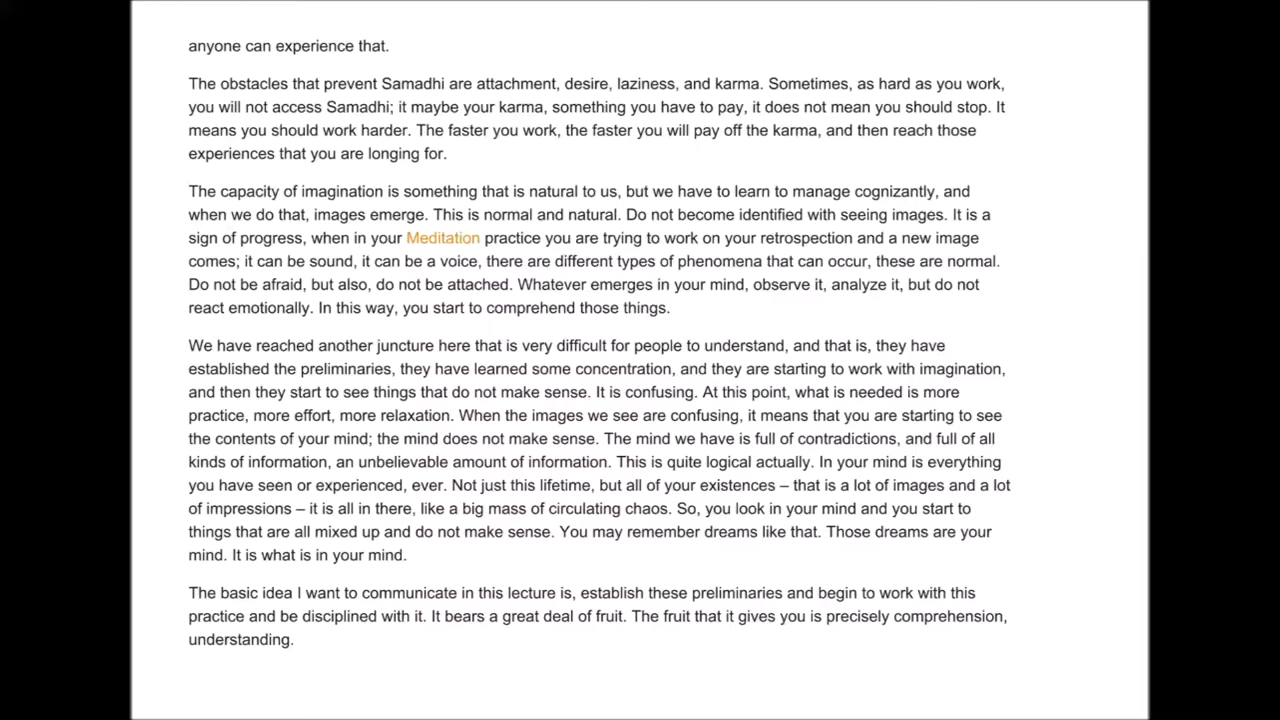 anyone can experience that.
The obstacles that prevent Samadhi are attachment, desire, laziness, and karma. Sometimes, as hard as you work,
you will not access Samadhi; it maybe your karma, something you have to pay, it does not mean you should stop. It
means you should work harder. The faster you work, the faster you will pay off the karma, and then reach those
experiences that you are longing for.
The capacity of imagination is something that is natural to us, but we have to learn to manage cognizantly, and
when we do that, images emerge. This is normal and natural. Do not become identified with seeing images. It is a
sign of progress, when in your Meditation practice you are trying to work on your retrospection and a new image
comes; it can be sound, it can be a voice, there are different types of phenomena that can occur, these are normal.
Do not be afraid, but also, do not be attached. Whatever emerges in your mind, observe it, analyze it, but do not
react emotionally. In this way, you start to comprehend those things.
We have reached another juncture here that is very difficult for people to understand, and that is, they have
established the preliminaries, they have learned some concentration, and they are starting to work with imagination,
and then they start to see things that do not make sense. It is confusing. At this point, what is needed is more
practice, more effort, more relaxation. When the images we see are confusing, it means that you are starting to see
the contents of your mind; the mind does not make sense. The mind we have is full of contradictions, and full of all
kinds of information, an unbelievable amount of information. This is quite logical actually. In your mind is everything
you have seen or experienced, ever. Not just this lifetime, but all of your existences – that is a lot of images and a lot
of impressions – it is all in there, like a big mass of circulating chaos. So, you look in your mind and you start to
things that are all mixed up and do not make sense. You may remember dreams like that. Those dreams are your
mind. It is what is in your mind.
The basic idea I want to communicate in this lecture is, establish these preliminaries and begin to work with this
practice and be disciplined with it. It bears a great deal of fruit. The fruit that it gives you is precisely comprehension,
understanding.